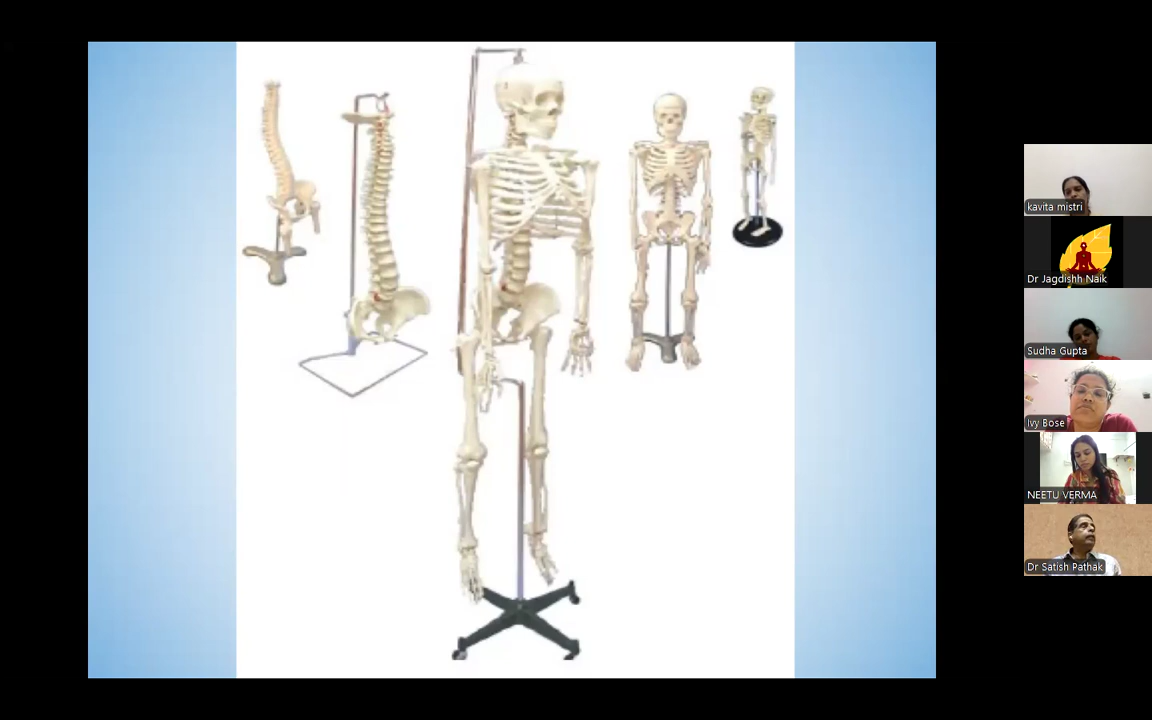 kavita mistri
Dr Jagdishh Naik
Sudha Gupta
Ivy Bose
NEETU VERMA
Dr Satish Pathak